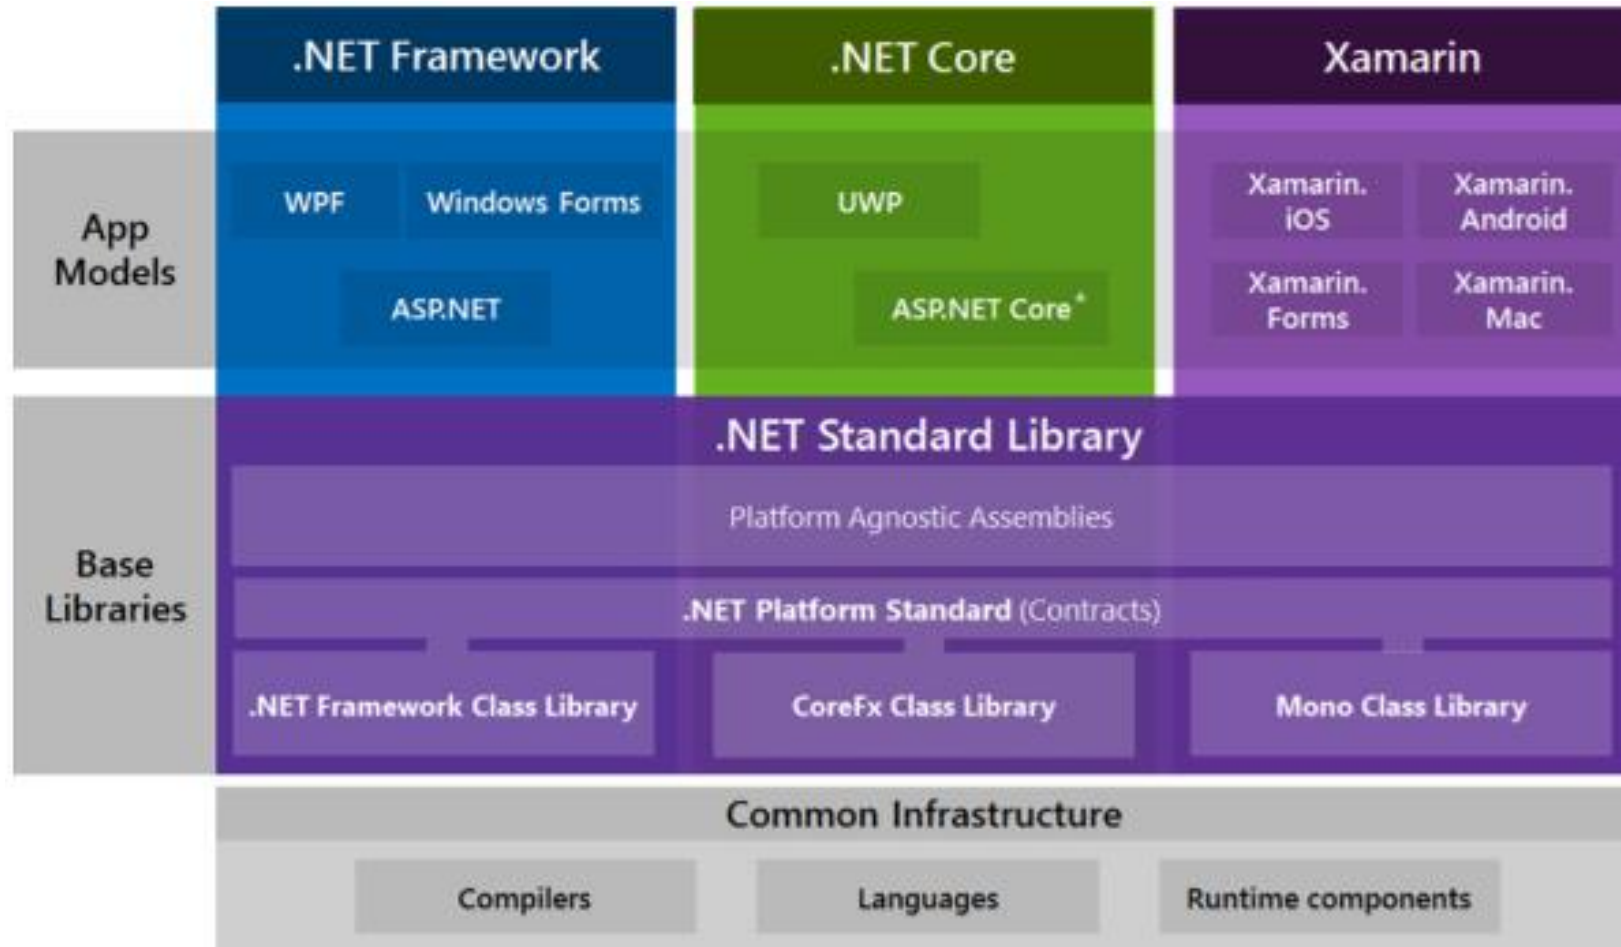 .NET Framework
.NET Core
Xamarin
App
Models
WPF
Windows Forms
ASP.NET
UWP
ASP.NET Core*
Xamarin.
iOS
Xamarin.
Android
Xamarin.
Forms
Xamarin.
Mac
Base
Libraries
.NET Standard Library
Platform Agnostic Assemblies
.NET Platform Standard (Contracts)
.NET Framework Class Library
CoreFx Class Library
Mono Class Library
Common Infrastructure
Compilers
Languages
Runtime components